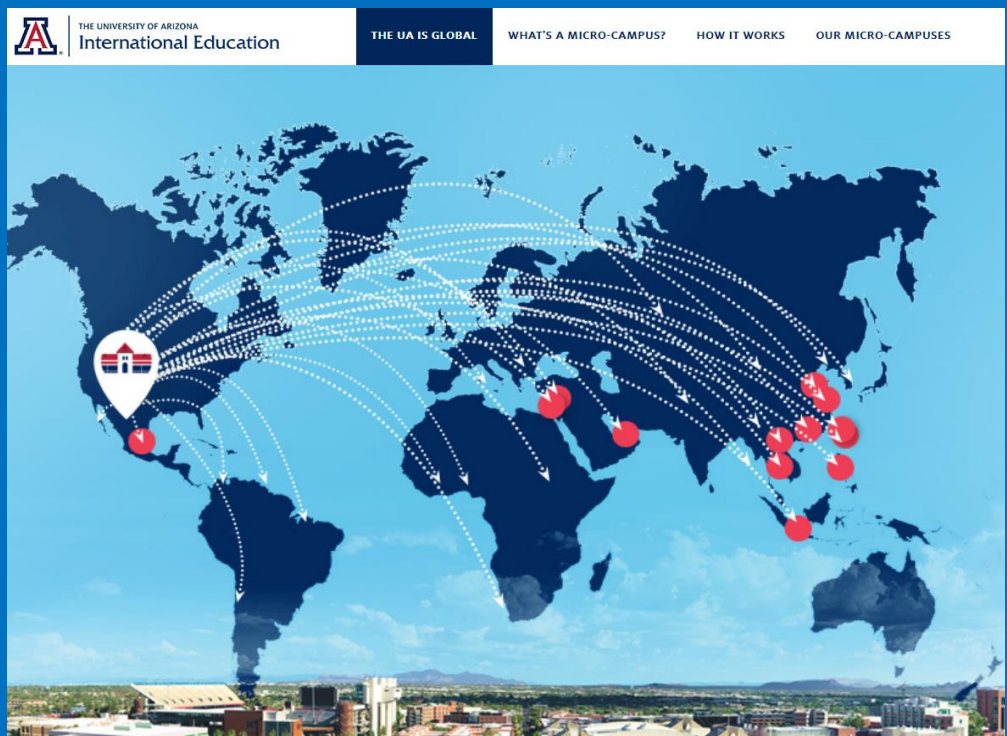 THE UNIVERSITY OF ARIZONA
International Education
THE UA IS GLOBAL
WHAT'S A MICRO-CAMPUS?
HOW IT WORKS
OUR MICRO-CAMPUSES